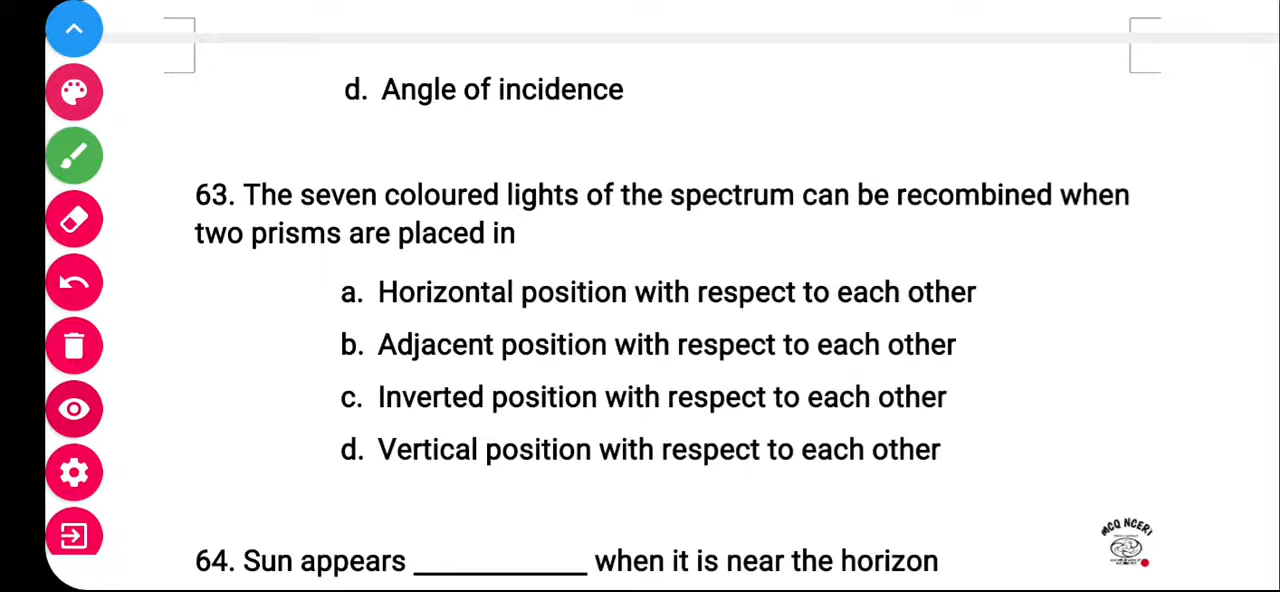 d. Angle of incidence
63. The seven coloured lights of the spectrum can be recombined when
two prisms are placed in
a. Horizontal position with respect to each other
b. Adjacent position with respect to each other
c. Inverted position with respect to each other
d. Vertical position with respect to each other
64. Sun appears ____________ when it is near the horizon
MCQ NCERT